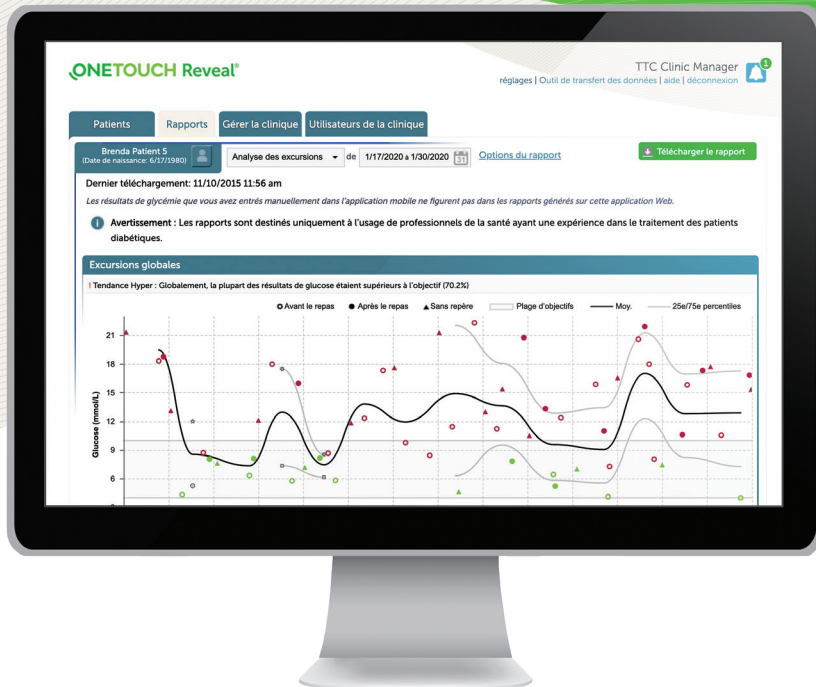 ONETOUCH Reveal®
TTC Clinic Manager
1
réglages | Outil de transfert des données | aide | déconnexion
Patients
Rapports
Gérer la clinique
Utilisateurs de la clinique
Brenda Patient 5
(Date de naissance: 6/17/1980)
Analyse des excursions
de
1/17/2020 à 1/30/2020
31
Options du rapport
Télécharger le rapport
Dernier téléchargement: 11/10/2015 11:56 am
Les résultats de glycémie que vous avez entrés manuellement dans l'application mobile ne figurent pas dans les rapports générés sur cette application Web.
Avertissement : Les rapports sont destinés uniquement à l'usage de professionnels de la santé ayant une expérience dans le traitement des patients
diabétiques.
Excursions globales
! Tendance Hyper : Globalement, la plupart des résultats de glucose étaient supérieurs à l'objectif (70.2%)
Avant le repas
Après le repas
Sans repère
Plage d'objectifs
Moy.
25e/75e percentiles
Glucose (mmol/L)
21
18
15
12
9
6